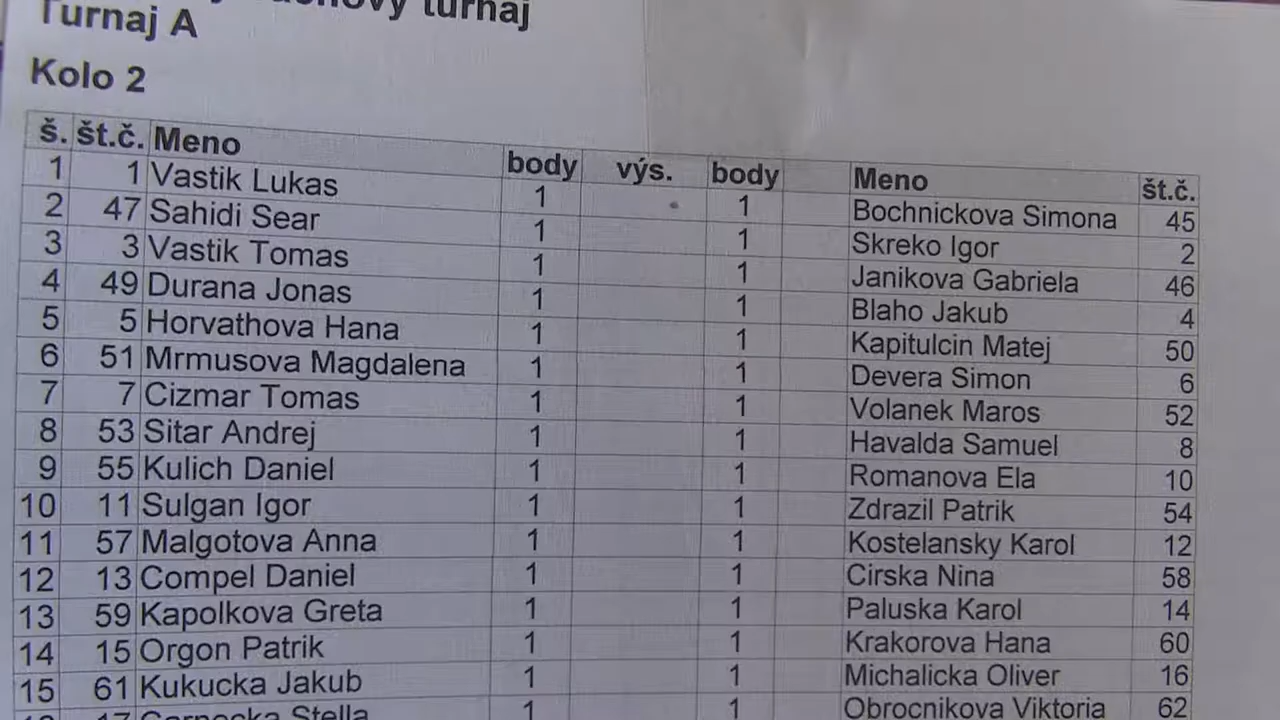 turnaj
Turnaj A
Kolo 2
š. št.č. Meno body výs. body Meno št.č.
1 1 Vastik Lukas 1 1 Bochnickova Simona 45
2 47 Sahidi Sear 1 1 Skreko Igor 2
3 3 Vastik Tomas 1 1 Janikova Gabriela 46
4 49 Durana Jonas 1 1 Blaho Jakub 4
5 5 Horvathova Hana 1 1 Kapitulcin Matej 50
6 51 Mrmusova Magdalena 1 1 Devera Simon 6
7 7 Cizmar Tomas 1 1 Volanek Maros 52
8 53 Sitar Andrej 1 1 Havalda Samuel 8
9 55 Kulich Daniel 1 1 Romanova Ela 10
10 11 Sulgan Igor 1 1 Zdrazil Patrik 54
11 57 Malgotova Anna 1 1 Kostelansky Karol 12
12 13 Compel Daniel 1 1 Cirska Nina 58
13 59 Kapolkova Greta 1 1 Paluska Karol 14
14 15 Orgon Patrik 1 1 Krakorova Hana 60
15 61 Kukucka Jakub 1 1 Michalicka Oliver 16
17 Stella 1 1 Obrocnikova Viktoria 62